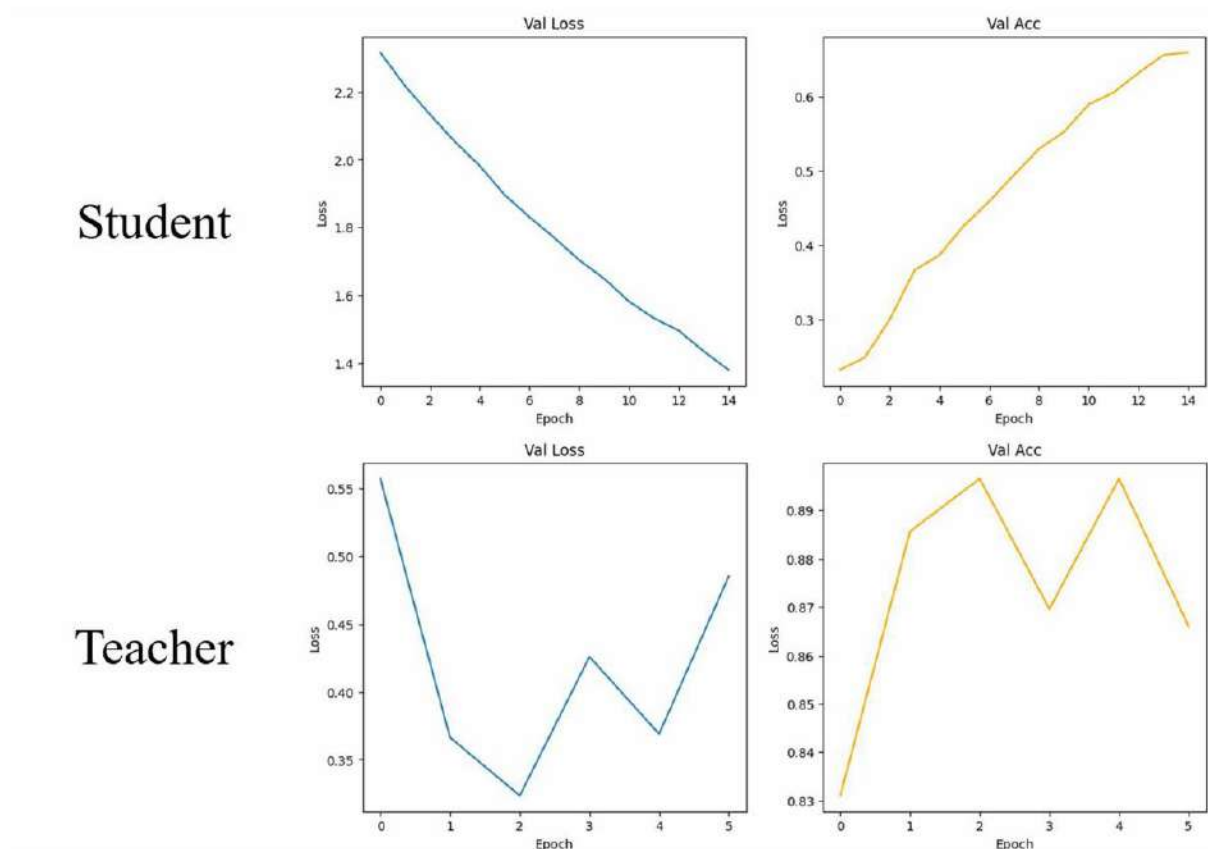 Student
Val Loss
Loss
2.2
2.0
1.8
1.6
1.4
0 2 4 6 8 10 12 14
Epoch
Val Acc
Loss
0.6
0.5
0.4
0.3
0 2 4 6 8 10 12 14
Epoch
Teacher
Val Loss
Loss
0.55
0.50
0.45
0.40
0.35
0 1 2 3 4 5
Epoch
Val Acc
Loss
0.89
0.88
0.87
0.86
0.85
0.84
0.83
0 1 2 3 4 5
Epoch